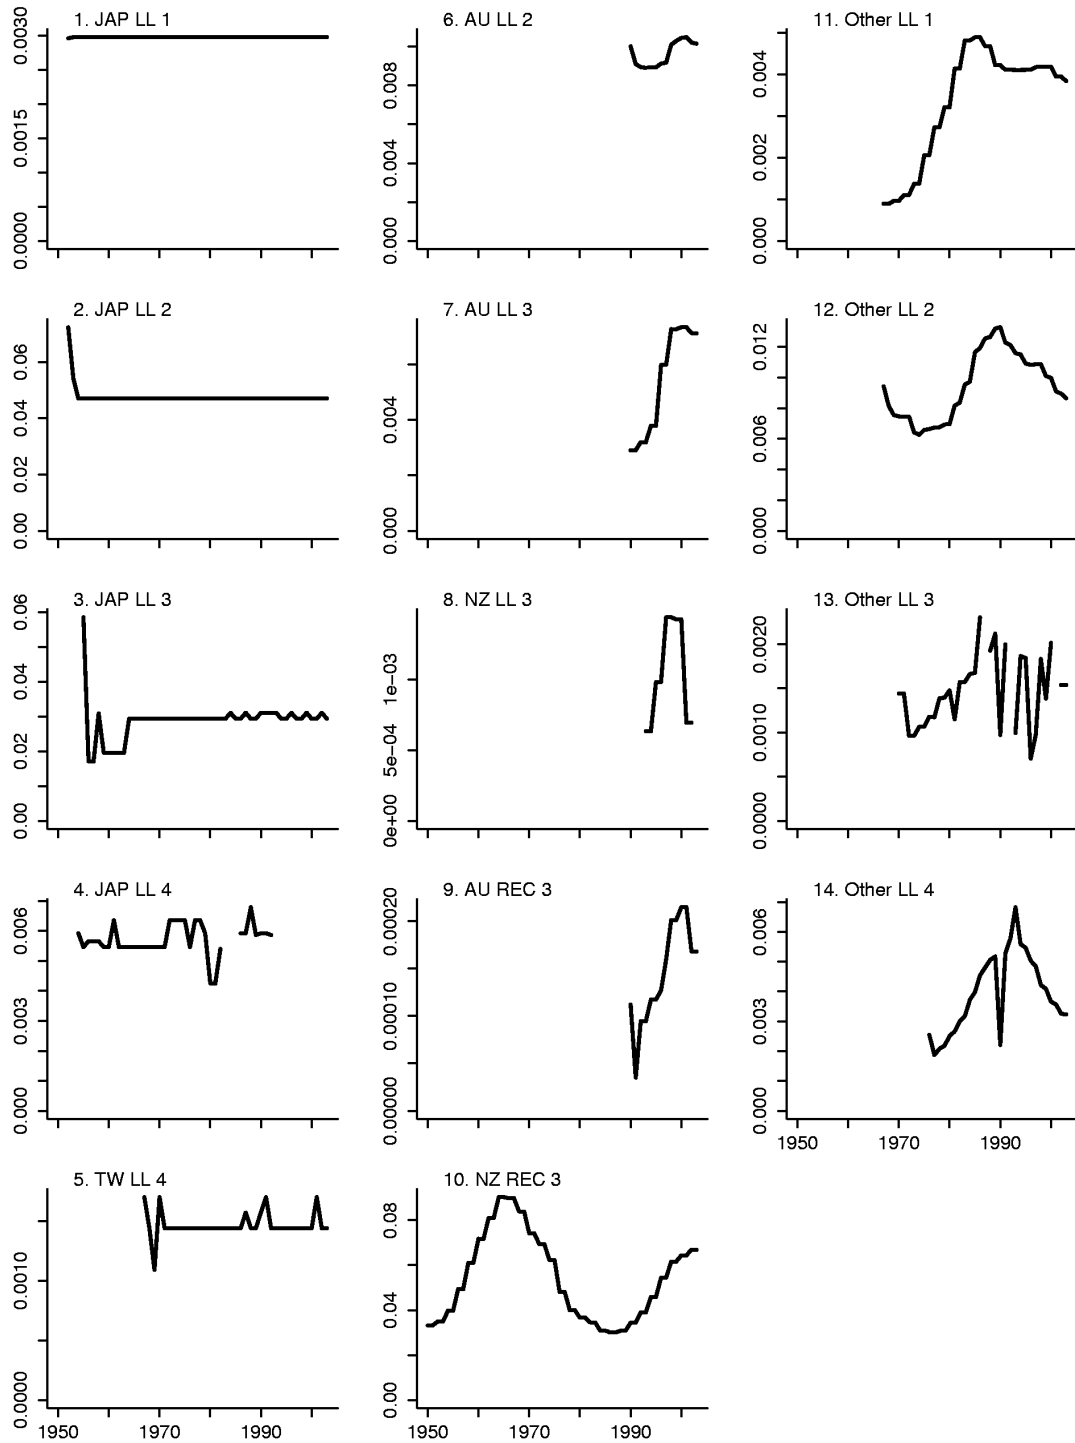 1. JAP LL 1
0.0030
0.0015
0.0000
6. AU LL 2
0.008
0.004
0.000
11. Other LL 1
0.004
0.002
0.000
2. JAP LL 2
0.06
0.04
0.02
0.00
7. AU LL 3
0.004
0.000
12. Other LL 2
0.012
0.006
0.000
3. JAP LL 3
0.06
0.04
0.02
0.00
8. NZ LL 3
1e-03
5e-04
0e+00
13. Other LL 3
0.0020
0.0010
0.0000
4. JAP LL 4
0.006
0.003
0.000
9. AU REC 3
0.00020
0.00010
0.00000
14. Other LL 4
0.006
0.003
0.000
1950 1970 1990
5. TW LL 4
0.0010
0.0000
1950 1970 1990
10. NZ REC 3
0.08
0.04
0.00
1950 1970 1990